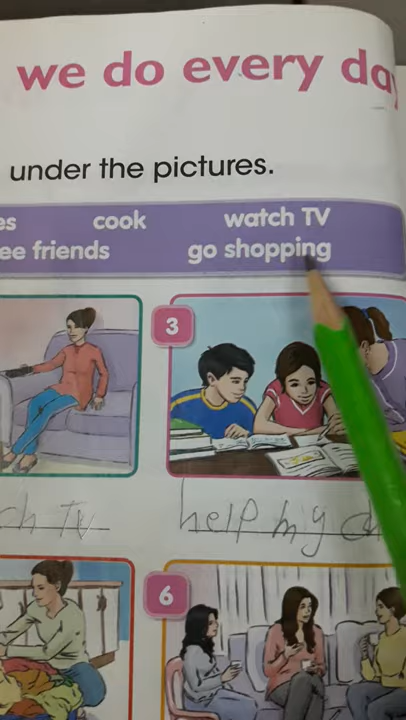 we do every da
under the pictures.
es cook watch TV
ee friends go shopping
3
ch TV help my ch
6